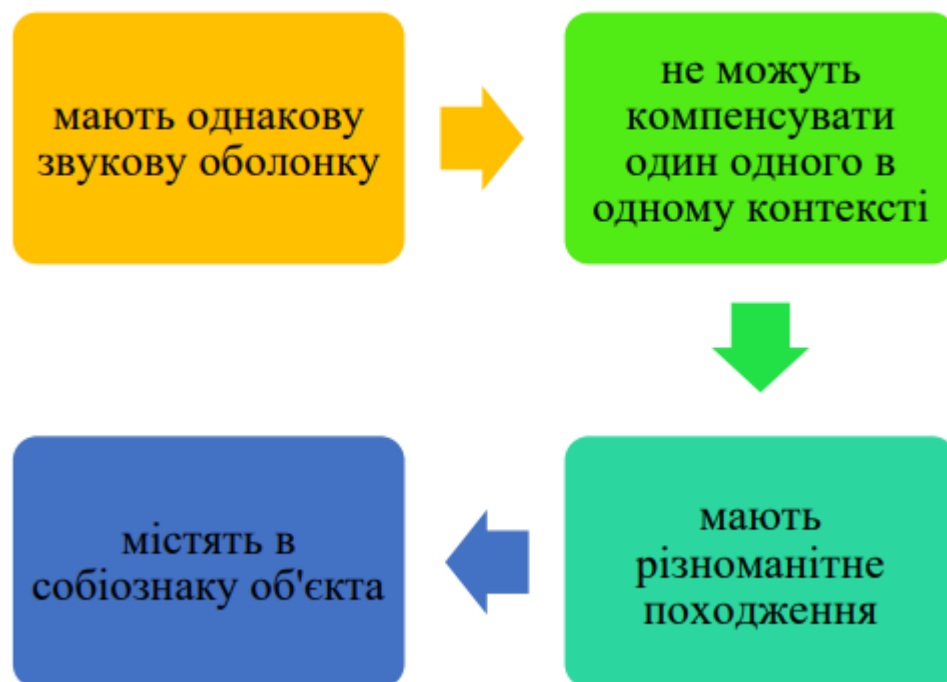 мають однакову
звукову оболонку
не можуть
компенсувати
один одного в
одному контексті
мають
різноманітне
походження
містять в
собіознаку об'єкта